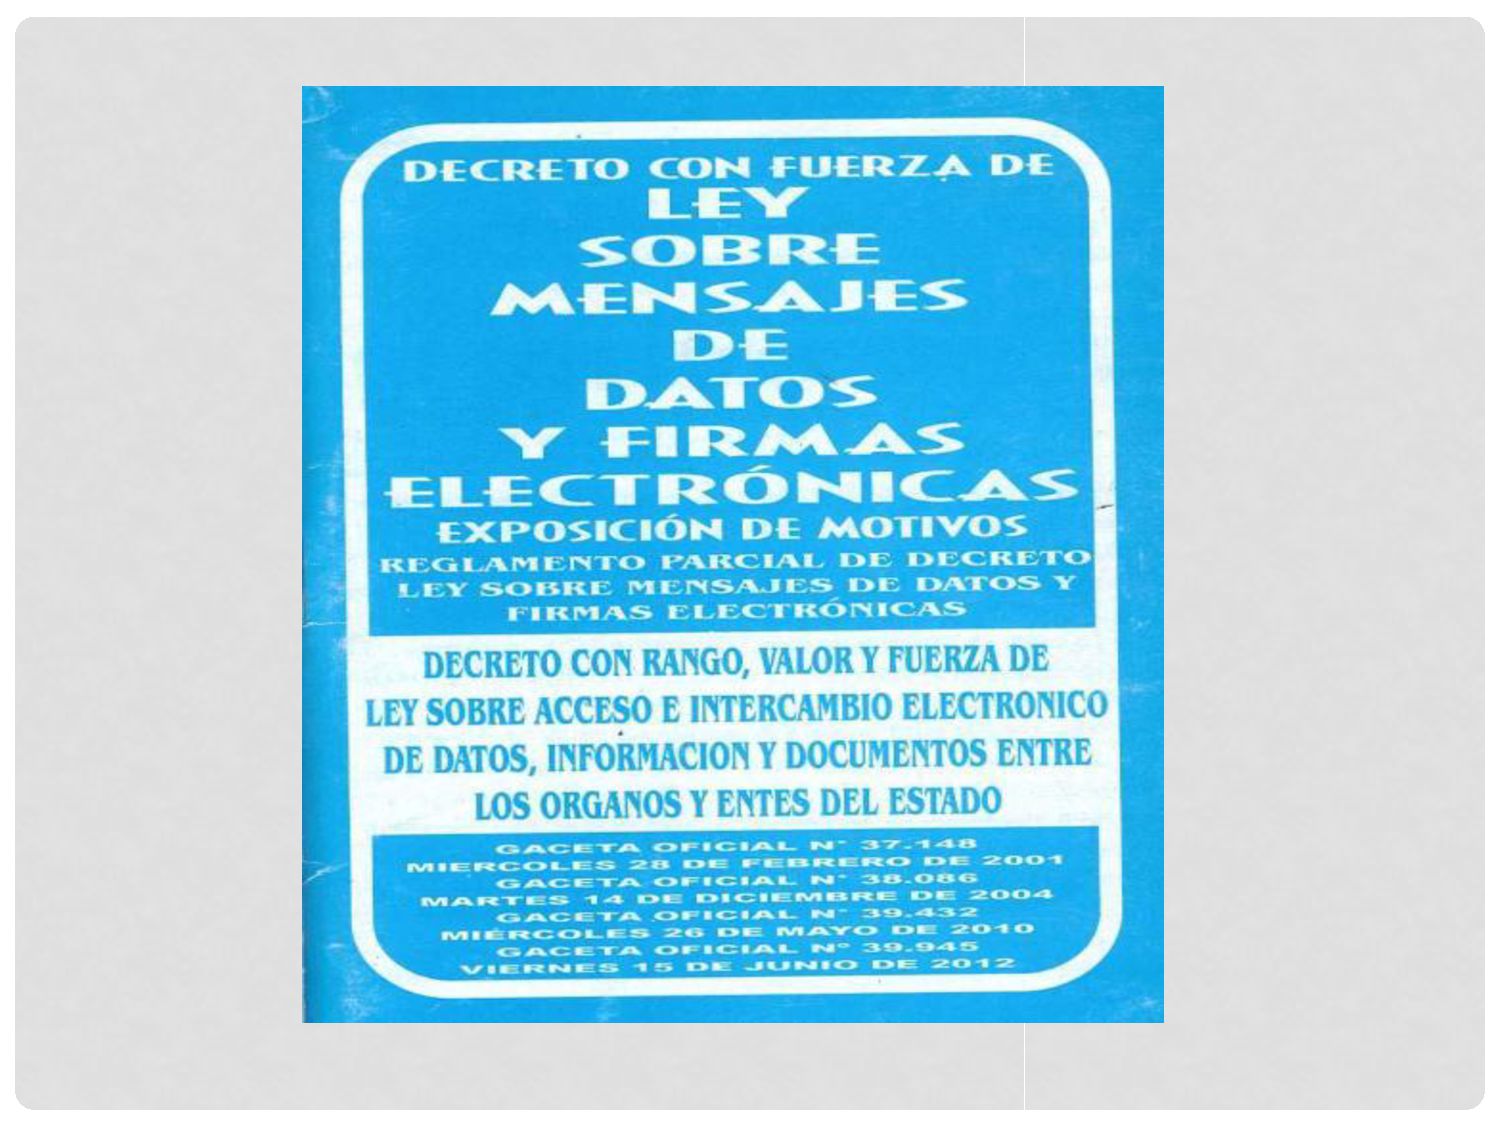 DECRETO CON FUERZA DE
LEY
SOBRE
MENSAJES
DE
DATOS
Y FIRMAS
ELECTRÓNICAS
EXPOSICIÓN DE MOTIVOS
REGLAMENTO PARCIAL DE DECRETO
LEY SOBRE MENSAJES DE DATOS Y
FIRMAS ELECTRÓNICAS
DECRETO CON RANGO, VALOR Y FUERZA DE
LEY SOBRE ACCESO E INTERCAMBIO ELECTRONICO
DE DATOS, INFORMACION Y DOCUMENTOS ENTRE
LOS ORGANOS Y ENTES DEL ESTADO
GACETA OFICIAL N° 37.148
MIERCOLES 28 DE FEBRERO DE 2001
GACETA OFICIAL N° 38.086
MARTES 14 DE DICIEMBRE DE 2004
GACETA OFICIAL N° 39.432
MIÉRCOLES 26 DE MAYO DE 2010
GACETA OFICIAL N° 39.945
VIERNES 15 DE JUNIO DE 2012